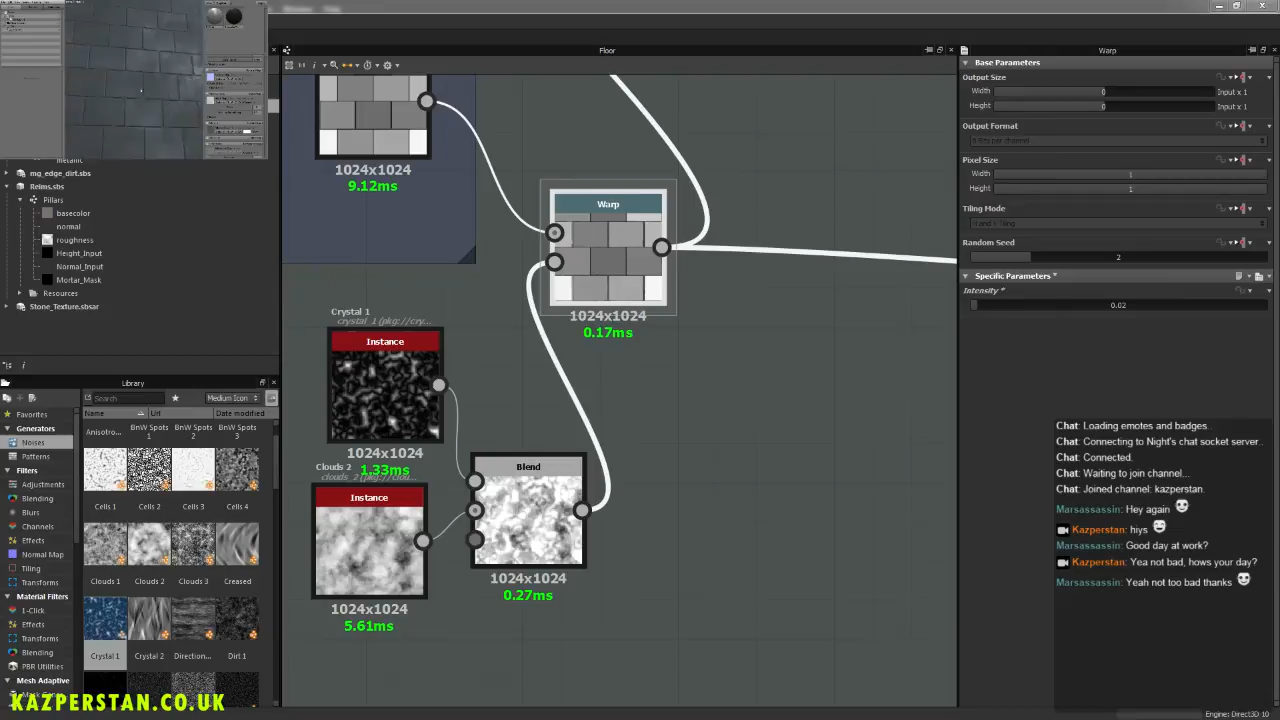 Floor
Warp
Base Parameters
Output Size
Width
0
Input x 1
Height
0
Input x 1
Output Format
Pixel Size
Width
1
Height
1
Tiling Mode
Random Seed
2
Specific Parameters *
Intensity *
0.02
metallic
mg_edge_dirt.sbs
Reims.sbs
Pillars
basecolor
normal
roughness
Height_Input
Normal_Input
Mortar_Mask
Resources
Stone_Texture.sbsar
1024x1024
9.12ms
Warp
1024x1024
0.17ms
Crystal 1
crystal_1 (pkg://cry...
Instance
1024x1024
1.33ms
Clouds 2
Instance
1024x1024
5.61ms
Blend
1024x1024
0.27ms
Library
Search
Medium Icon
Name
Url
Date modified
Favorites
Generators
Noises
Patterns
Filters
Adjustments
Blending
Blurs
Channels
Effects
Normal Map
Tiling
Transforms
Material Filters
1-Click
Effects
Transforms
Blending
PBR Utilities
Mesh Adaptive
Anisotro...
BnW Spots 1
BnW Spots 2
BnW Spots 3
Cells 1
Cells 2
Cells 3
Cells 4
Clouds 1
Clouds 2
Clouds 3
Creased
Crystal 1
Crystal 2
Direction...
Dirt 1
Chat: Loading emotes and badges..
Chat: Connecting to Night's chat socket server..
Chat: Connected.
Chat: Waiting to join channel...
Chat: Joined channel: kazperstan.
Marsassassin: Hey again
Kazperstan: hiys
Marsassassin: Good day at work?
Kazperstan: Yea not bad, hows your day?
Marsassassin: Yeah not too bad thanks
KAZPERSTAN.CO.UK
Engine: Direct3D 10